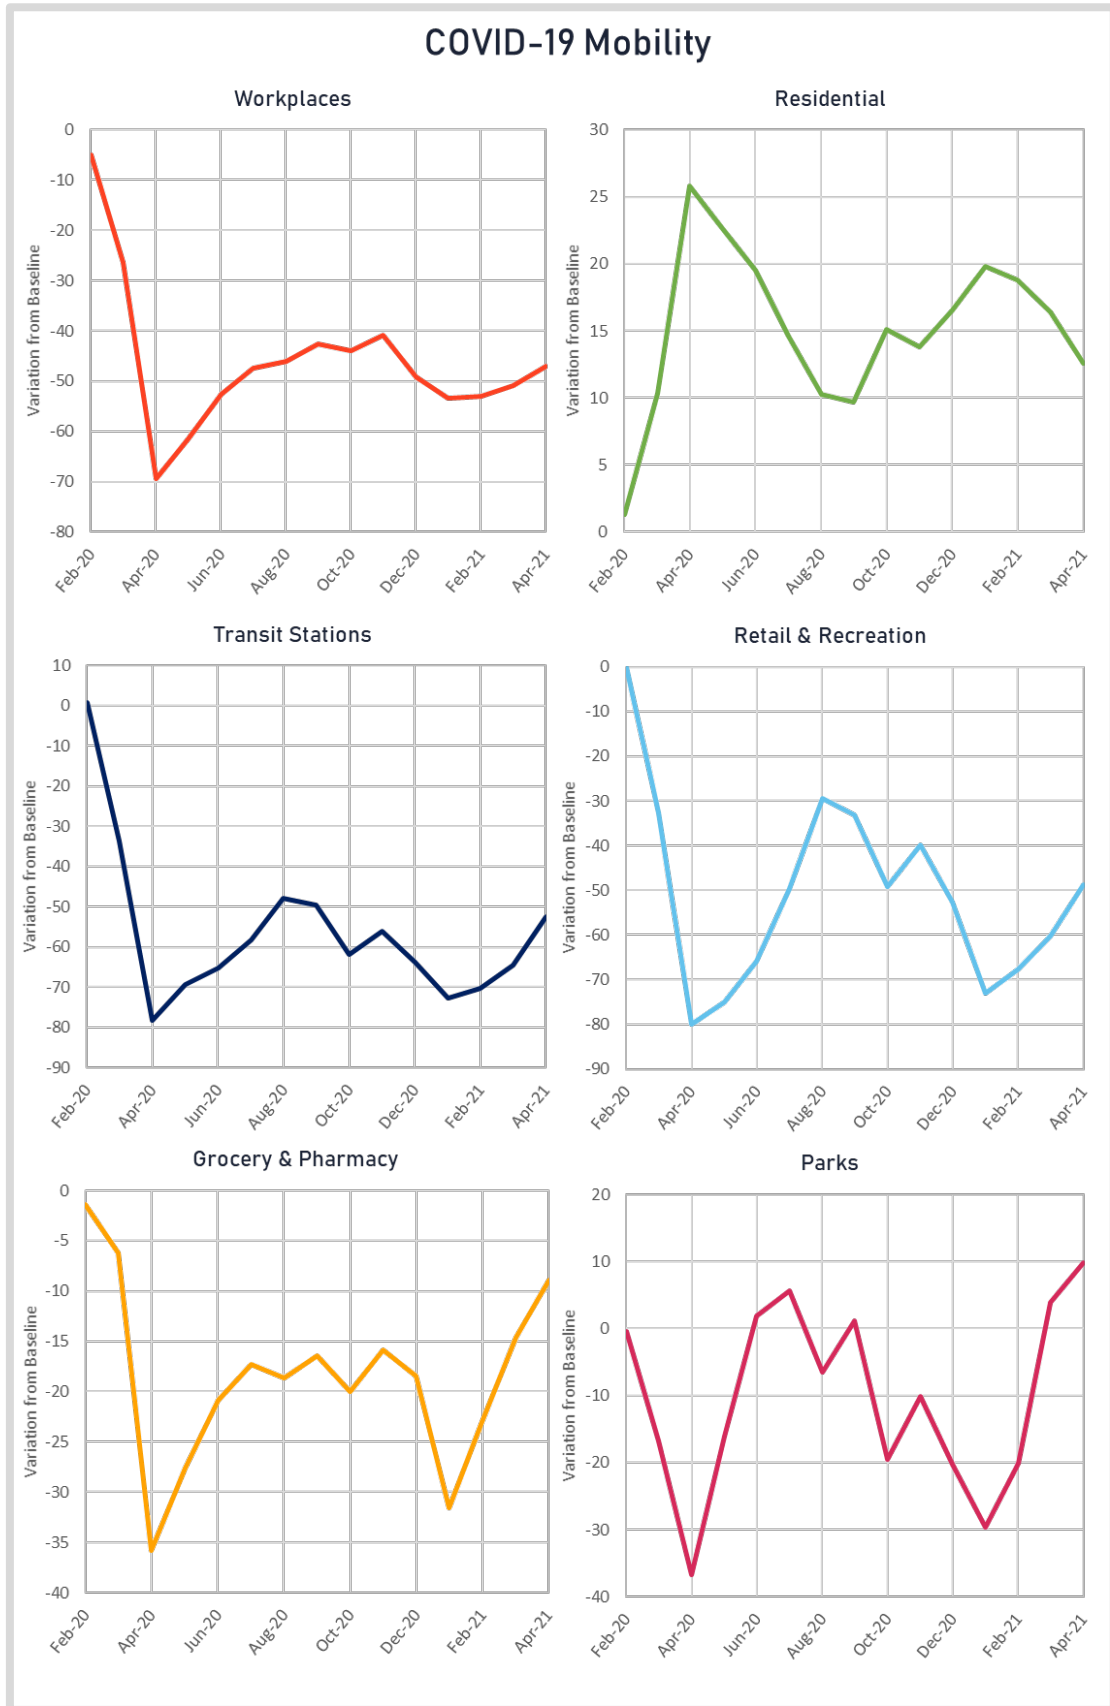 COVID-19 Mobility
Workplaces
Variation from Baseline
0
-10
-20
-30
-40
-50
-60
-70
-80
Feb-20
Apr-20
Jun-20
Aug-20
Oct-20
Dec-20
Feb-21
Apr-21
Residential
Variation from Baseline
30
25
20
15
10
5
0
Feb-20
Apr-20
Jun-20
Aug-20
Oct-20
Dec-20
Feb-21
Apr-21
Transit Stations
Variation from Baseline
10
0
-10
-20
-30
-40
-50
-60
-70
-80
-90
Feb-20
Apr-20
Jun-20
Aug-20
Oct-20
Dec-20
Feb-21
Apr-21
Retail & Recreation
Variation from Baseline
0
-10
-20
-30
-40
-50
-60
-70
-80
-90
Feb-20
Apr-20
Jun-20
Aug-20
Oct-20
Dec-20
Feb-21
Apr-21
Grocery & Pharmacy
Variation from Baseline
0
-5
-10
-15
-20
-25
-30
-35
-40
Feb-20
Apr-20
Jun-20
Aug-20
Oct-20
Dec-20
Feb-21
Apr-21
Parks
Variation from Baseline
20
10
0
-10
-20
-30
-40
Feb-20
Apr-20
Jun-20
Aug-20
Oct-20
Dec-20
Feb-21
Apr-21